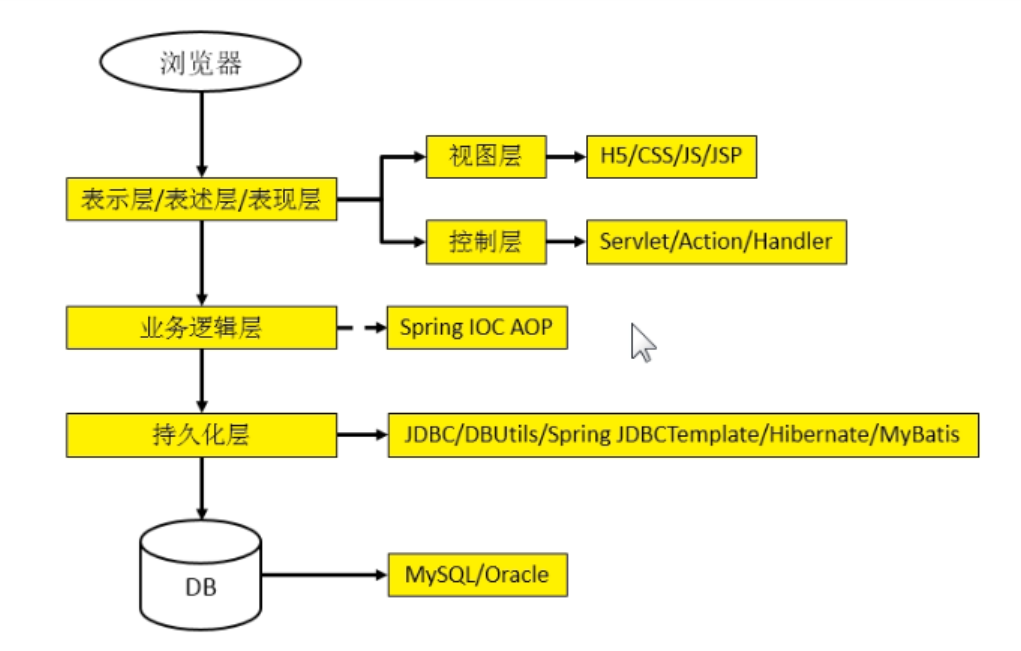 浏览器
视图层
H5/CSS/JS/JSP
表示层/表述层/表现层
控制层
Servlet/Action/Handler
业务逻辑层
Spring IOC AOP
持久化层
JDBC/DBUtils/Spring JDBCTemplate/Hibernate/MyBatis
DB
MySQL/Oracle